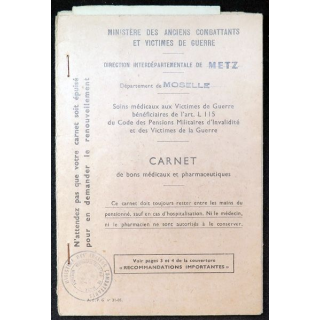 MINISTÈRE DES ANCIENS COMBATTANTS
ET VICTIMES DE GUERRE
DIRECTION INTERDÉPARTEMENTALE DE METZ
Département de MOSELLE
Soins médicaux aux Victimes de Guerre
bénéficiaires de l'art. L 115
du Code des Pensions Militaires d'Invalidité
et des Victimes de la Guerre
CARNET
de bons médicaux et pharmaceutiques
Ce carnet doit toujours rester entre les mains du
pensionné, sauf en cas d'hospitalisation. Ni le médecin,
ni le pharmacien ne sont autorisés à le conserver.
Voir pages 3 et 4 de la couverture
« RECOMMANDATIONS IMPORTANTES »
N'attendez pas que votre carnet soit épuisé
pour en demander le renouvellement